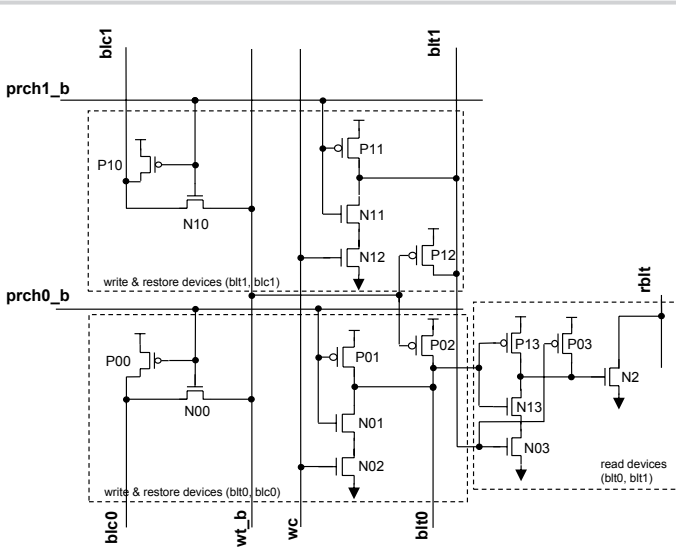 blc1
blt1
prch1_b
P10
P11
N10
N11
N12
P12
write & restore devices (blt1, blc1)
prch0_b
rblt
P00
P01
P02
P13
P03
N00
N01
N13
N2
N02
N03
write & restore devices (blt0, blc0)
read devices
(blt0, blt1)
blc0
wt_b
wc
blt0